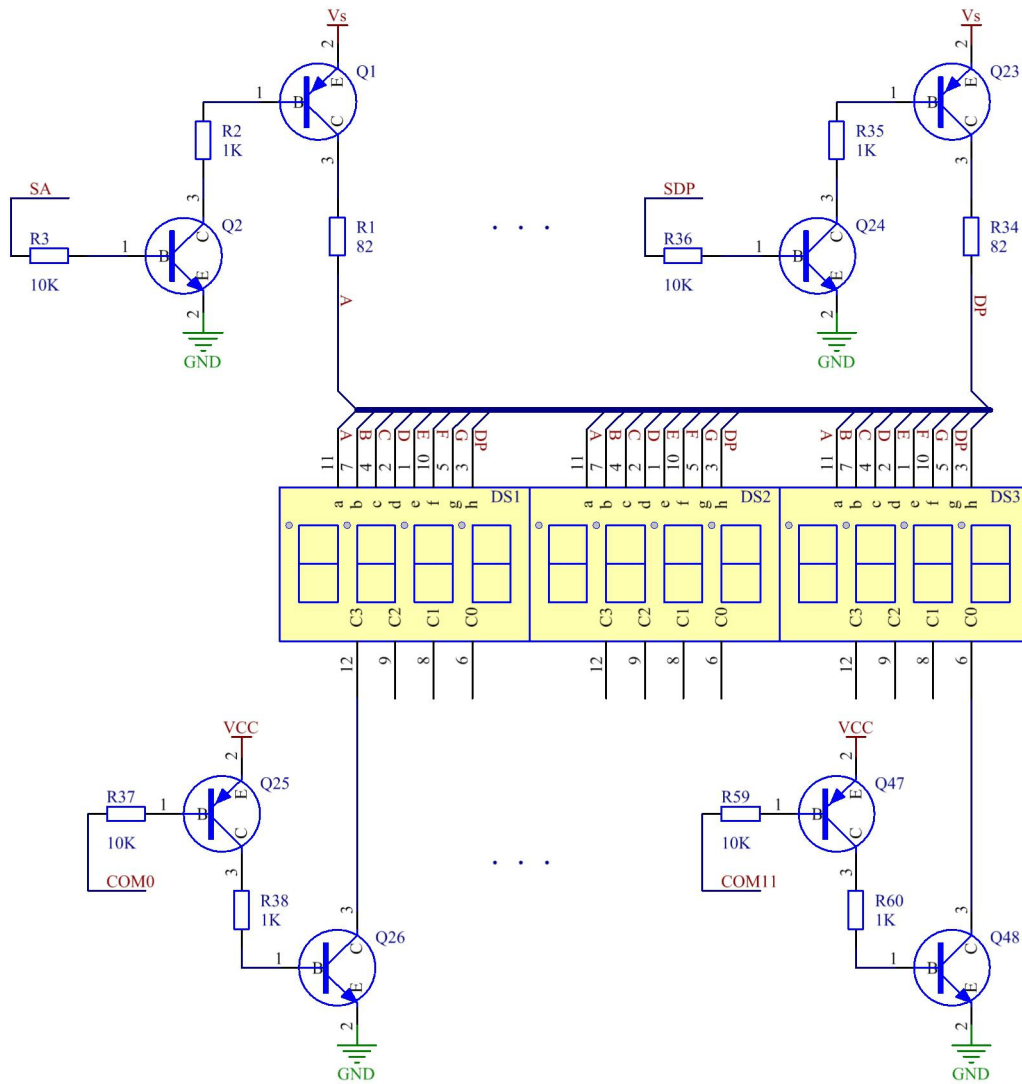 Vs Vs
2 2
Q1 Q23
E E
1 B 1 B
C C
R2 1K R35 1K
3 3
SA SDP
3 3
R3 10K R36 10K
Q2 Q24
1 B 1 B
C C
E E
R1 82 R34 82
. . .
2 2
A DP
GND GND
A B C D E F G DP A B C D E F G DP A B C D E F G DP
11 7 4 2 1 10 5 3 11 7 4 2 1 10 5 3 11 7 4 2 1 10 5 3
DS1 DS2 DS3
a b c d e f g h a b c d e f g h a b c d e f g h
C3 C2 C1 C0 C3 C2 C1 C0 C3 C2 C1 C0
12 9 8 6 12 9 8 6 12 9 8 6
VCC VCC
2 2
Q25 Q47
E E
R37 10K R59 10K
1 B 1 B
C C
. . .
3 3
COM0 COM11
R38 1K R60 1K
3 3
Q26 Q48
C C
1 B 1 B
E E
2 2
GND GND